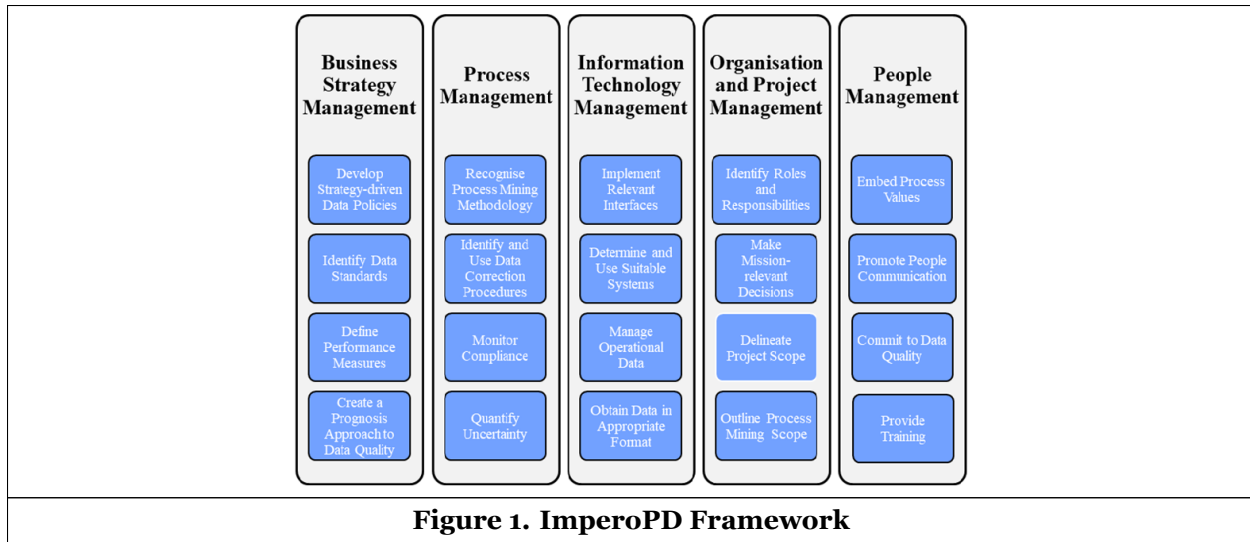 Business
Strategy
Management
Develop
Strategy-driven
Data Policies
Identify Data
Standards
Define
Performance
Measures
Create a
Prognosis
Approach to
Data Quality
Process
Management
Recognise
Process Mining
Methodology
Identify and
Use Data
Correction
Procedures
Monitor
Compliance
Quantify
Uncertainty
Information
Technology
Management
Implement
Relevant
Interfaces
Determine and
Use Suitable
Systems
Manage
Operational
Data
Obtain Data in
Appropriate
Format
Organisation
and Project
Management
Identify Roles
and
Responsibilities
Make
Mission-
relevant
Decisions
Delineate
Project Scope
Outline Process
Mining Scope
People
Management
Embed Process
Values
Promote People
Communication
Commit to Data
Quality
Provide
Training
Figure 1. ImperoPD Framework